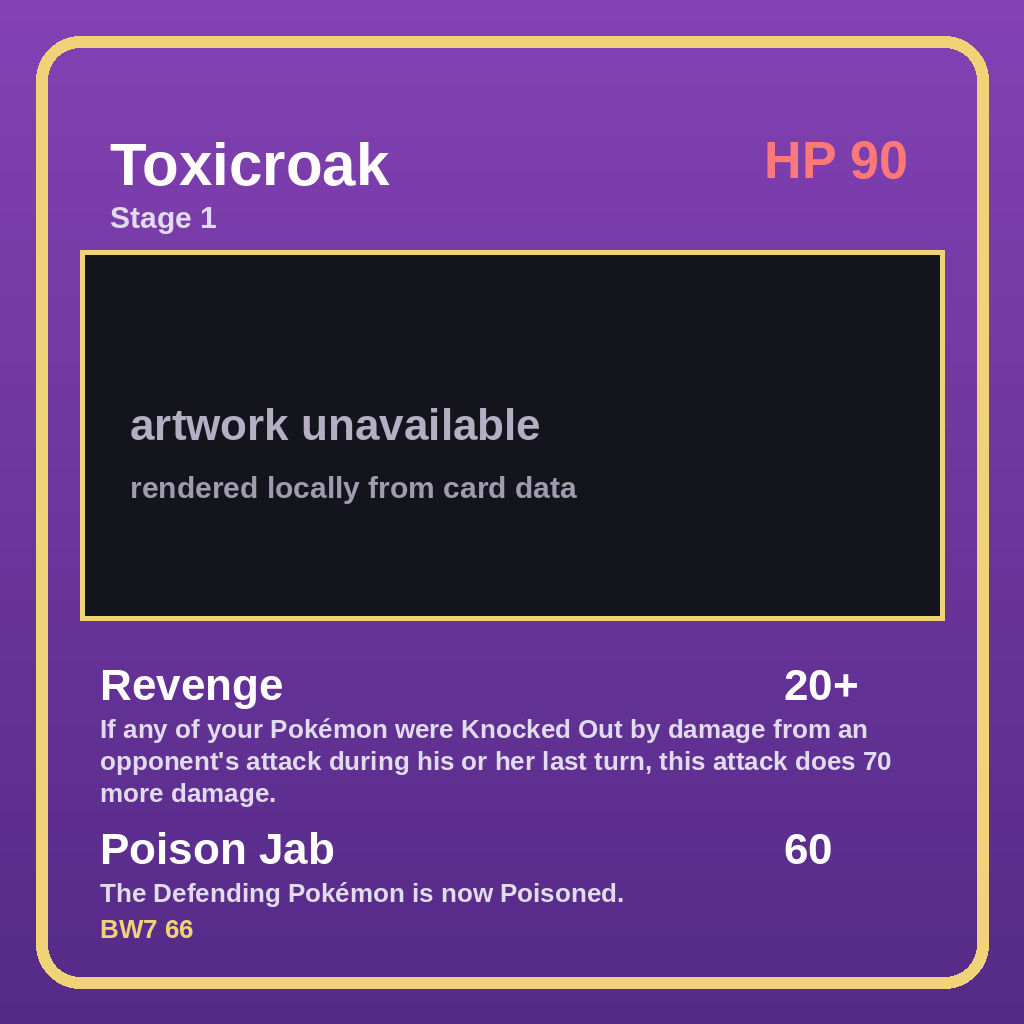 Toxicroak
HP 90
Stage 1
artwork unavailable
rendered locally from card data
Revenge
20+
If any of your Pokémon were Knocked Out by damage from an
opponent's attack during his or her last turn, this attack does 70
more damage.
Poison Jab
60
The Defending Pokémon is now Poisoned.
BW7 66